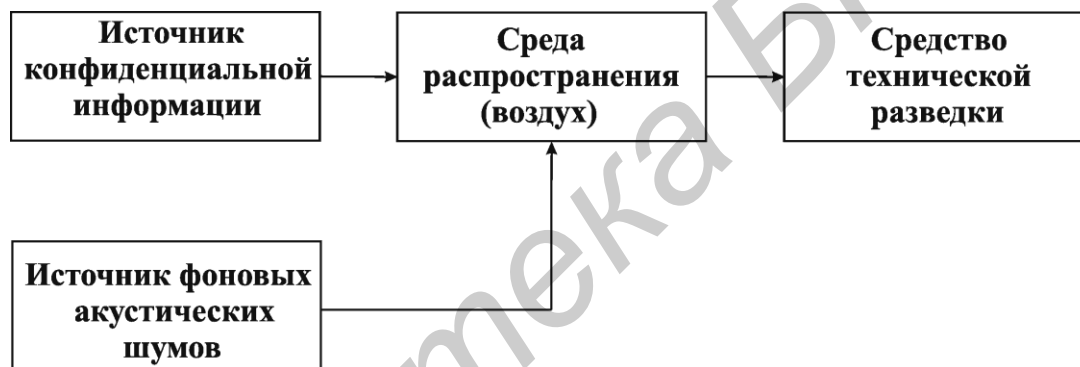 Источник
конфиденциальной
информации
Среда
распространения
(воздух)
Средство
технической
разведки
Источник фоновых
акустических
шумов